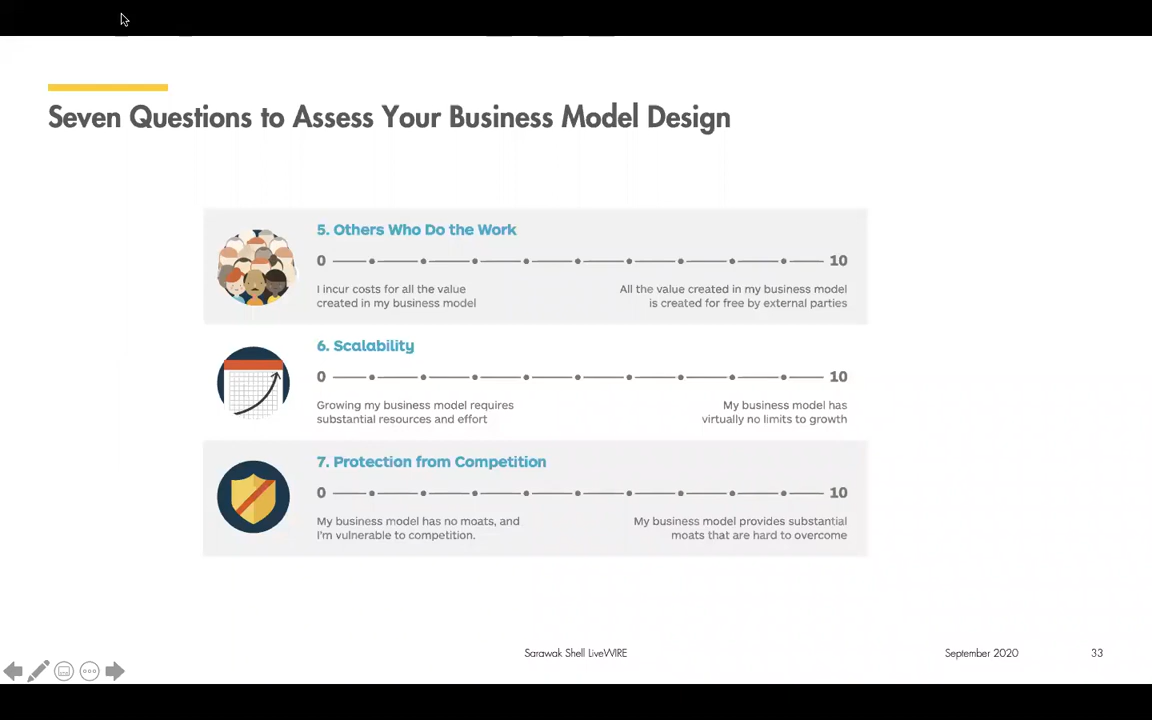 Seven Questions to Assess Your Business Model Design
5. Others Who Do the Work
0 10
I incur costs for all the value
created in my business model
All the value created in my business model
is created for free by external parties
6. Scalability
0 10
Growing my business model requires
substantial resources and effort
My business model has
virtually no limits to growth
7. Protection from Competition
0 10
My business model has no moats, and
I'm vulnerable to competition.
My business model provides substantial
moats that are hard to overcome
Sarawak Shell LiveWIRE September 2020 33